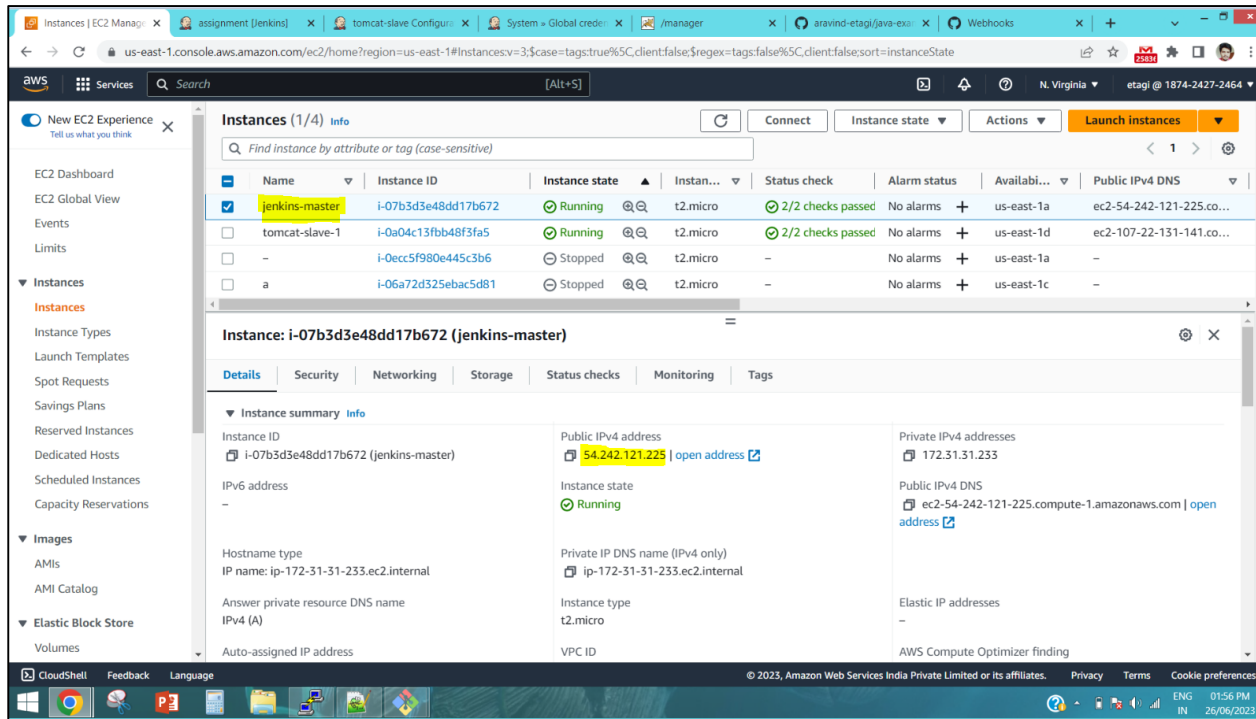 Instances | EC2 Manage
assignment [Jenkins]
tomcat-slave Configura
System » Global creden
/manager
aravind-etagi/java-exar
Webhooks
us-east-1.console.aws.amazon.com/ec2/home?region=us-east-1#Instances:v=3;$case=tags:true%5C,client:false;$regex=tags:false%5C,client:false;sort=instanceState
aws Services Search [Alt+S] N. Virginia etagi @ 1874-2427-2464
New EC2 Experience
Tell us what you think
EC2 Dashboard
EC2 Global View
Events
Limits
Instances
Instances
Instance Types
Launch Templates
Spot Requests
Savings Plans
Reserved Instances
Dedicated Hosts
Scheduled Instances
Capacity Reservations
Images
AMIs
AMI Catalog
Elastic Block Store
Volumes
Instances (1/4) Info Connect Instance state Actions Launch instances
Find instance by attribute or tag (case-sensitive) 1
Name Instance ID Instance state Instan... Status check Alarm status Availabi... Public IPv4 DNS
jenkins-master i-07b3d3e48dd17b672 Running t2.micro 2/2 checks passed No alarms + us-east-1a ec2-54-242-121-225.co...
tomcat-slave-1 i-0a04c13fbb48f3fa5 Running t2.micro 2/2 checks passed No alarms + us-east-1d ec2-107-22-131-141.co...
– i-0ecc5f980e445c3b6 Stopped t2.micro – No alarms + us-east-1a –
a i-06a72d325ebac5d81 Stopped t2.micro – No alarms + us-east-1c –
Instance: i-07b3d3e48dd17b672 (jenkins-master)
Details Security Networking Storage Status checks Monitoring Tags
Instance summary Info
Instance ID
i-07b3d3e48dd17b672 (jenkins-master)
Public IPv4 address
54.242.121.225 | open address
Private IPv4 addresses
172.31.31.233
IPv6 address
–
Instance state
Running
Public IPv4 DNS
ec2-54-242-121-225.compute-1.amazonaws.com | open
address
Hostname type
IP name: ip-172-31-31-233.ec2.internal
Private IP DNS name (IPv4 only)
ip-172-31-31-233.ec2.internal
Answer private resource DNS name
IPv4 (A)
Instance type
t2.micro
Elastic IP addresses
–
Auto-assigned IP address
VPC ID
AWS Compute Optimizer finding
CloudShell Feedback Language © 2023, Amazon Web Services India Private Limited or its affiliates. Privacy Terms Cookie preferences
ENG 01:56 PM
IN 26/06/2023